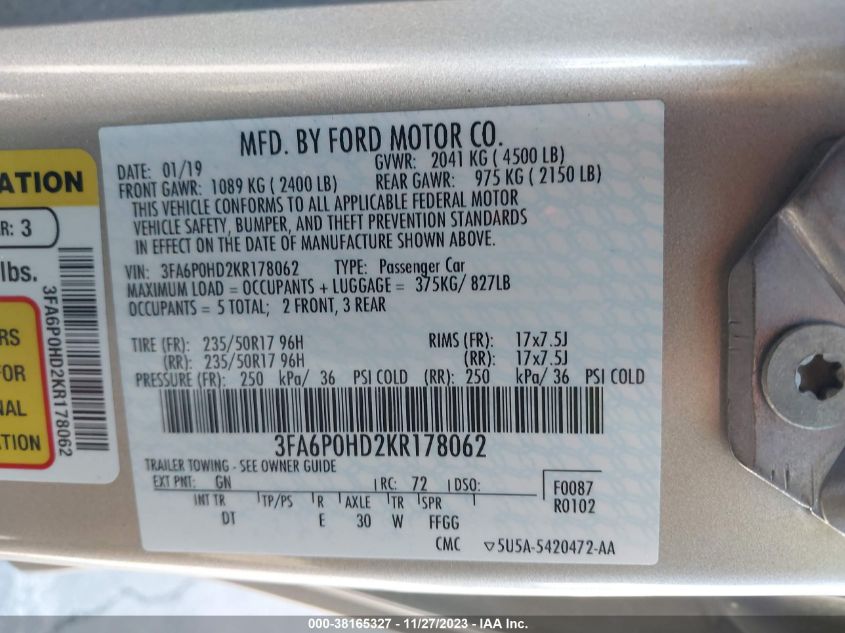 MFD. BY FORD MOTOR CO.
DATE: 01/19 GVWR: 2041 KG ( 4500 LB)
FRONT GAWR: 1089 KG ( 2400 LB) REAR GAWR: 975 KG ( 2150 LB)
THIS VEHICLE CONFORMS TO ALL APPLICABLE FEDERAL MOTOR
VEHICLE SAFETY, BUMPER, AND THEFT PREVENTION STANDARDS
IN EFFECT ON THE DATE OF MANUFACTURE SHOWN ABOVE.
VIN: 3FA6P0HD2KR178062 TYPE: Passenger Car
MAXIMUM LOAD = OCCUPANTS + LUGGAGE = 375KG/ 827LB
OCCUPANTS = 5 TOTAL; 2 FRONT, 3 REAR
TIRE (FR): 235/50R17 96H RIMS (FR): 17x7.5J
(RR): 235/50R17 96H (RR): 17x7.5J
PRESSURE (FR): 250 kPa/ 36 PSI COLD (RR): 250 kPa/ 36 PSI COLD
3FA6P0HD2KR178062
TRAILER TOWING - SEE OWNER GUIDE
EXT PNT: GN RC: 72 DSO:
F0087
R0102
INT TR TP/PS R AXLE TR SPR
DT E 30 W FFGG
CMC ▽5U5A-5420472-AA
ATION
R: 3
lbs.
3FA6P0HD2KR178062
RS
FOR
NAL
ATION
000-38165327 - 11/27/2023 - IAA Inc.